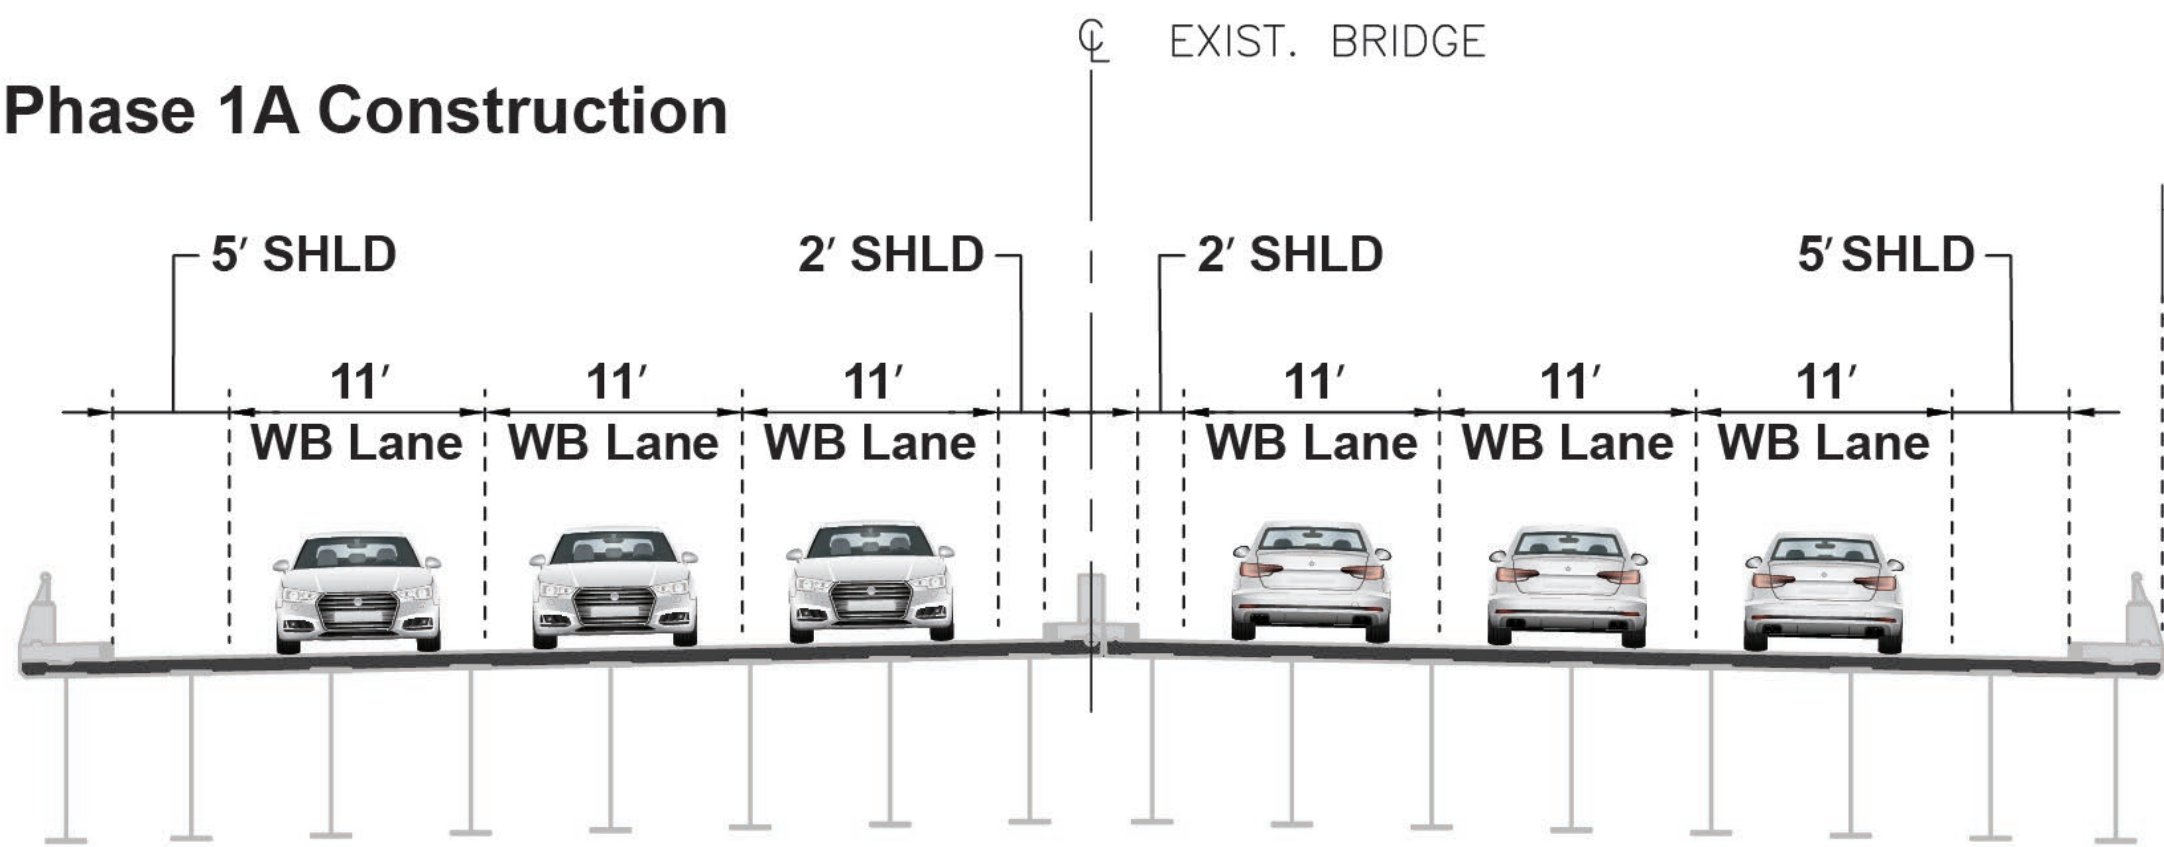 ℄ EXIST. BRIDGE
Phase 1A Construction
5′ SHLD 2′ SHLD 2′ SHLD 5′ SHLD
11′ 11′ 11′ 11′ 11′ 11′
WB Lane WB Lane WB Lane WB Lane WB Lane WB Lane